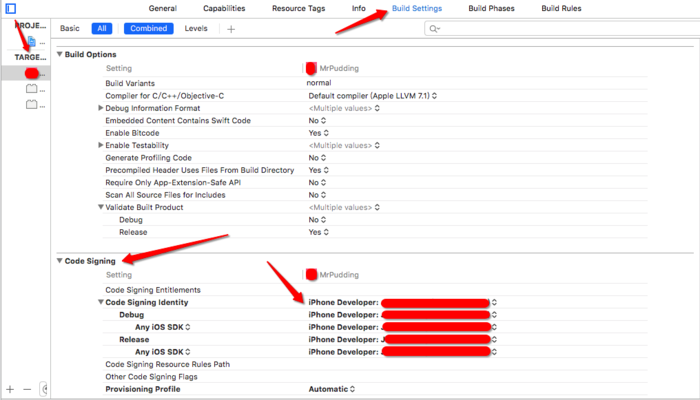 General Capabilities Resource Tags Info Build Settings Build Phases Build Rules
PROJE...
Basic All Combined Levels +
...
TARGE...
...
...
...
Build Options
Setting MrPudding
Build Variants normal
Compiler for C/C++/Objective-C Default compiler (Apple LLVM 7.1)
Debug Information Format <Multiple values>
Embedded Content Contains Swift Code No
Enable Bitcode Yes
Enable Testability <Multiple values>
Generate Profiling Code No
Precompiled Header Uses Files From Build Directory Yes
Require Only App-Extension-Safe API No
Scan All Source Files for Includes No
Validate Built Product <Multiple values>
Debug No
Release Yes
Code Signing
Setting MrPudding
Code Signing Entitlements
Code Signing Identity iPhone Developer:
Debug iPhone Developer:
Any iOS SDK iPhone Developer:
Release iPhone Developer:
Any iOS SDK iPhone Developer:
Code Signing Resource Rules Path
Other Code Signing Flags
Provisioning Profile Automatic
+ −